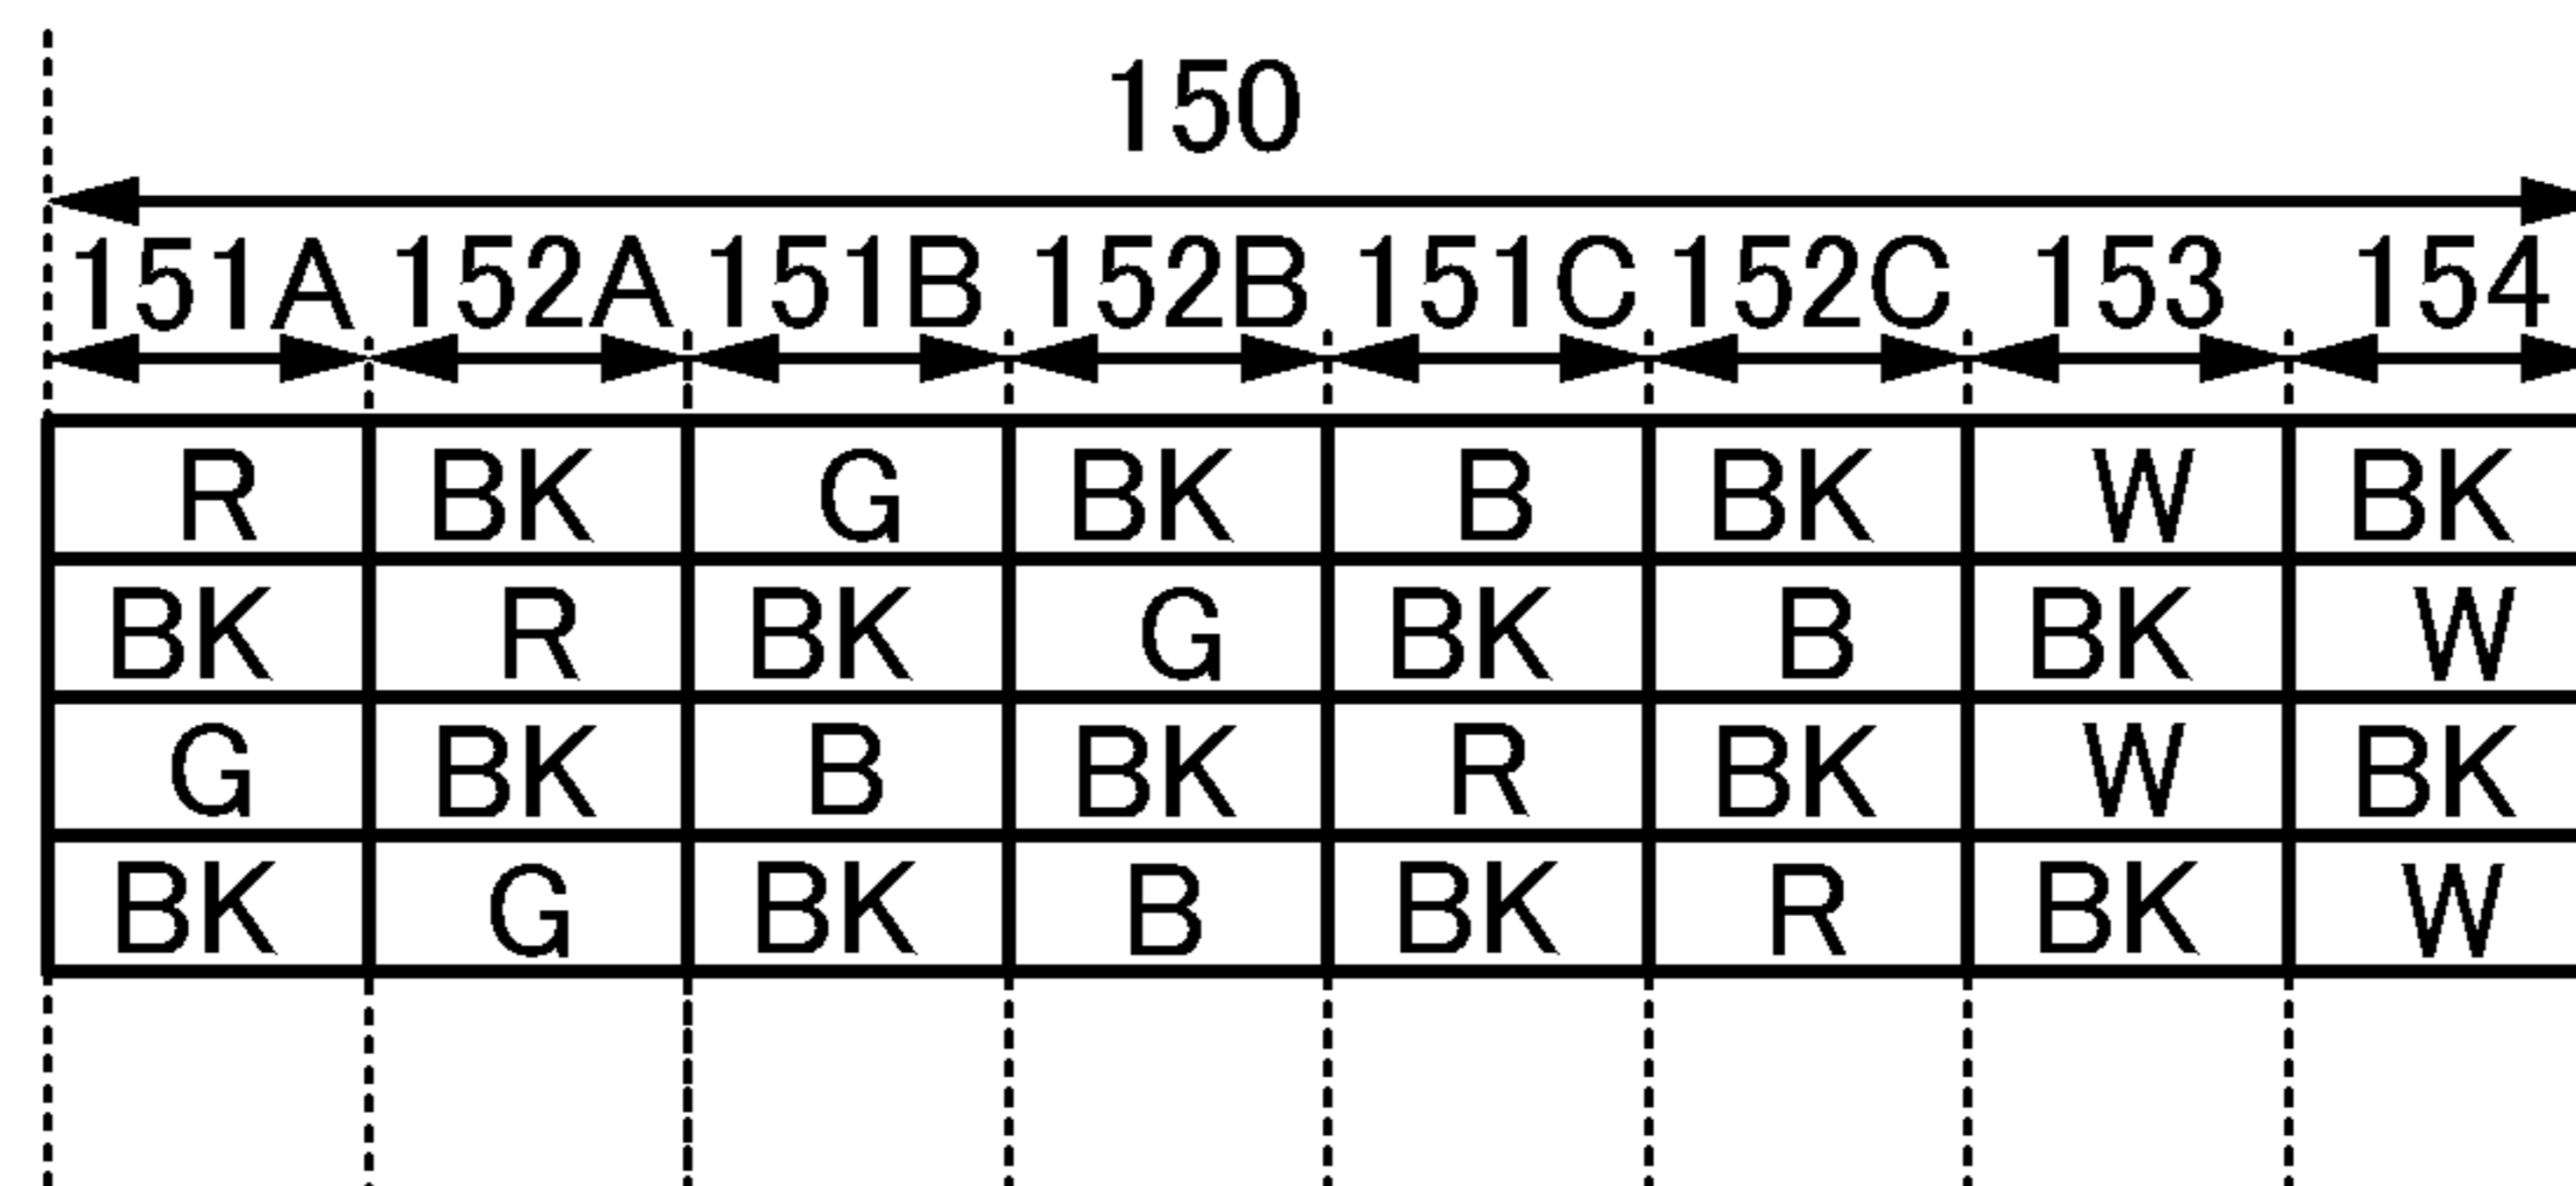 150
151A 152A 151B 152B 151C 152C 153 154
R BK G BK B BK W BK
BK R BK G BK B BK W
G BK B BK R BK W BK
BK G BK B BK R BK W